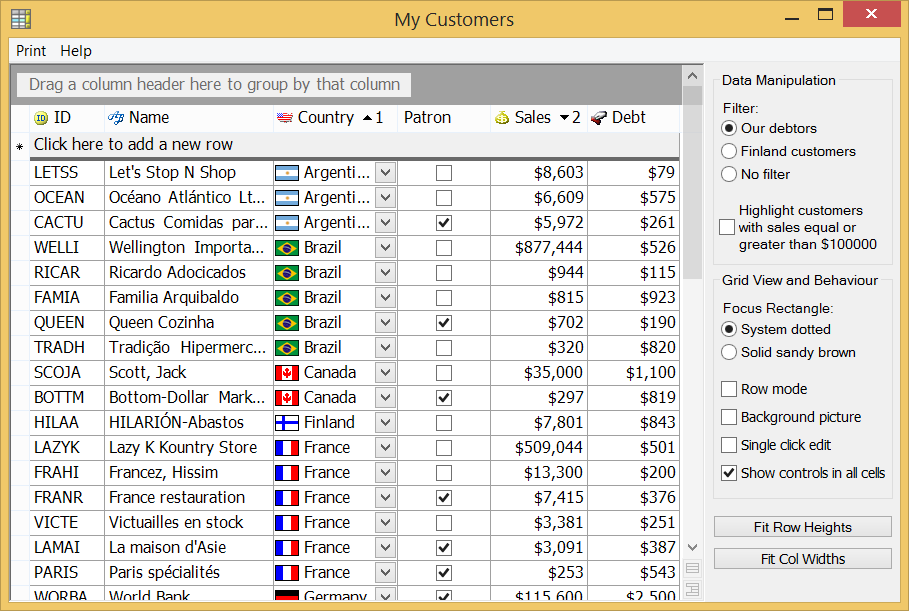 My Customers
Print Help
Drag a column header here to group by that column
ID Name Country 1 Patron Sales 2 Debt
* Click here to add a new row
LETSS Let's Stop N Shop Argenti... $8,603 $79
OCEAN Océano Atlántico Lt... Argenti... $6,609 $575
CACTU Cactus Comidas par... Argenti... $5,972 $261
WELLI Wellington Importa... Brazil $877,444 $526
RICAR Ricardo Adocicados Brazil $944 $115
FAMIA Familia Arquibaldo Brazil $815 $923
QUEEN Queen Cozinha Brazil $702 $190
TRADH Tradição Hipermerc... Brazil $320 $820
SCOJA Scott, Jack Canada $35,000 $1,100
BOTTM Bottom-Dollar Mark... Canada $297 $819
HILAA HILARIÓN-Abastos Finland $7,801 $843
LAZYK Lazy K Kountry Store France $509,044 $501
FRAHI Francez, Hissim France $13,300 $200
FRANR France restauration France $7,415 $376
VICTE Victuailles en stock France $3,381 $251
LAMAI La maison d'Asie France $3,091 $387
PARIS Paris spécialités France $253 $543
WORBA World Bank Germany $115,600 $2,500
Data Manipulation
Filter:
Our debtors
Finland customers
No filter
Highlight customers
with sales equal or
greater than $100000
Grid View and Behaviour
Focus Rectangle:
System dotted
Solid sandy brown
Row mode
Background picture
Single click edit
Show controls in all cells
Fit Row Heights
Fit Col Widths